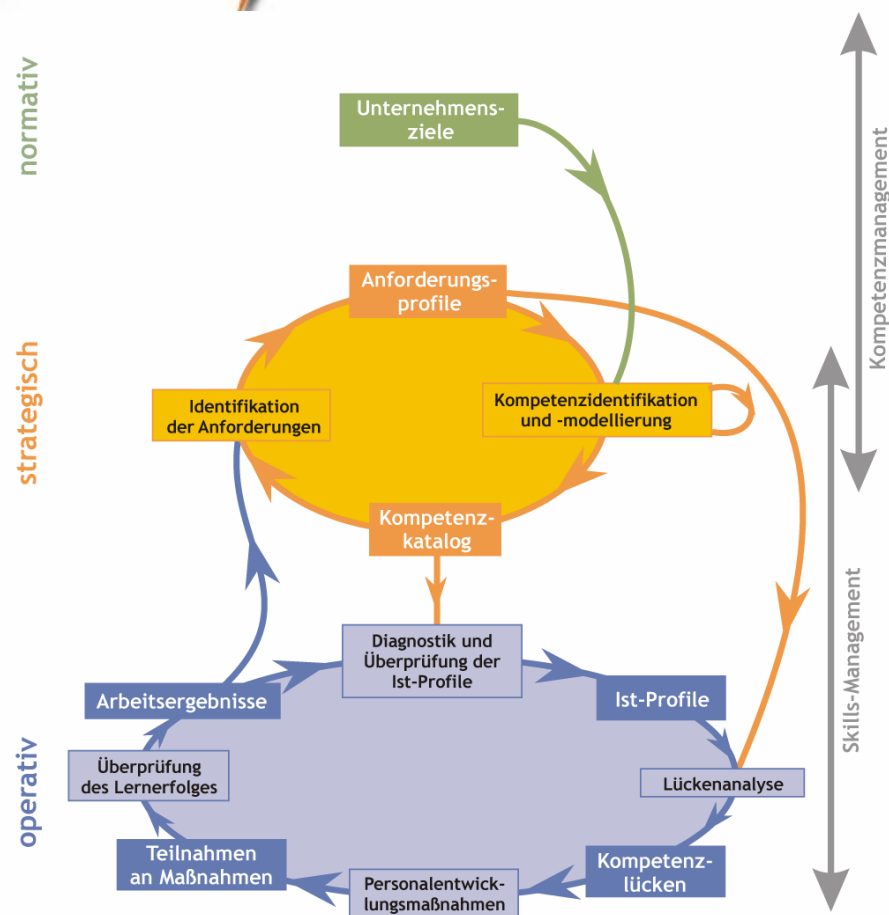 normativ
Unternehmens-
ziele
Kompetenzmanagement
strategisch
Anforderungs-
profile
Identifikation
der Anforderungen
Kompetenzidentifikation
und -modellierung
Kompetenz-
katalog
Skills-Management
operativ
Diagnostik und
Überprüfung der
Ist-Profile
Arbeitsergebnisse
Ist-Profile
Überprüfung
des Lernerfolges
Lückenanalyse
Teilnahmen
an Maßnahmen
Personalentwick-
lungsmaßnahmen
Kompetenz-
lücken